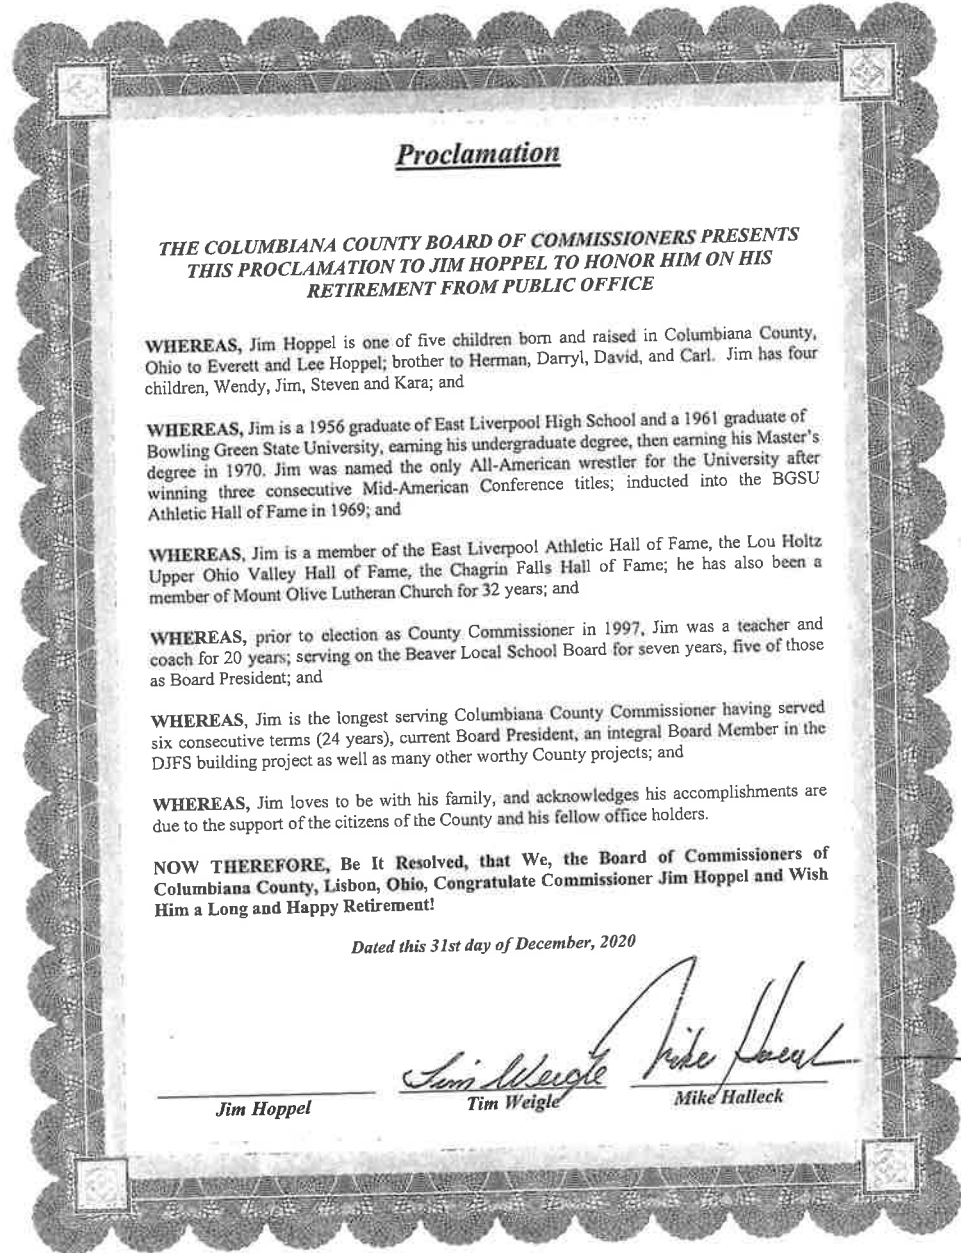 Proclamation
THE COLUMBIANA COUNTY BOARD OF COMMISSIONERS PRESENTS
THIS PROCLAMATION TO JIM HOPPEL TO HONOR HIM ON HIS
RETIREMENT FROM PUBLIC OFFICE
WHEREAS, Jim Hoppel is one of five children born and raised in Columbiana County,
Ohio to Everett and Lee Hoppel; brother to Herman, Darryl, David, and Carl. Jim has four
children, Wendy, Jim, Steven and Kara; and
WHEREAS, Jim is a 1956 graduate of East Liverpool High School and a 1961 graduate of
Bowling Green State University, earning his undergraduate degree, then earning his Master's
degree in 1970. Jim was named the only All-American wrestler for the University after
winning three consecutive Mid-American Conference titles; inducted into the BGSU
Athletic Hall of Fame in 1969; and
WHEREAS, Jim is a member of the East Liverpool Athletic Hall of Fame, the Lou Holtz
Upper Ohio Valley Hall of Fame, the Chagrin Falls Hall of Fame; he has also been a
member of Mount Olive Lutheran Church for 32 years; and
WHEREAS, prior to election as County Commissioner in 1997, Jim was a teacher and
coach for 20 years; serving on the Beaver Local School Board for seven years, five of those
as Board President; and
WHEREAS, Jim is the longest serving Columbiana County Commissioner having served
six consecutive terms (24 years), current Board President, an integral Board Member in the
DJFS building project as well as many other worthy County projects; and
WHEREAS, Jim loves to be with his family, and acknowledges his accomplishments are
due to the support of the citizens of the County and his fellow office holders.
NOW THEREFORE, Be It Resolved, that We, the Board of Commissioners of
Columbiana County, Lisbon, Ohio, Congratulate Commissioner Jim Hoppel and Wish
Him a Long and Happy Retirement!
Dated this 31st day of December, 2020
Tim Weigle Mike Halleck
Jim Hoppel Tim Weigle Mike Halleck